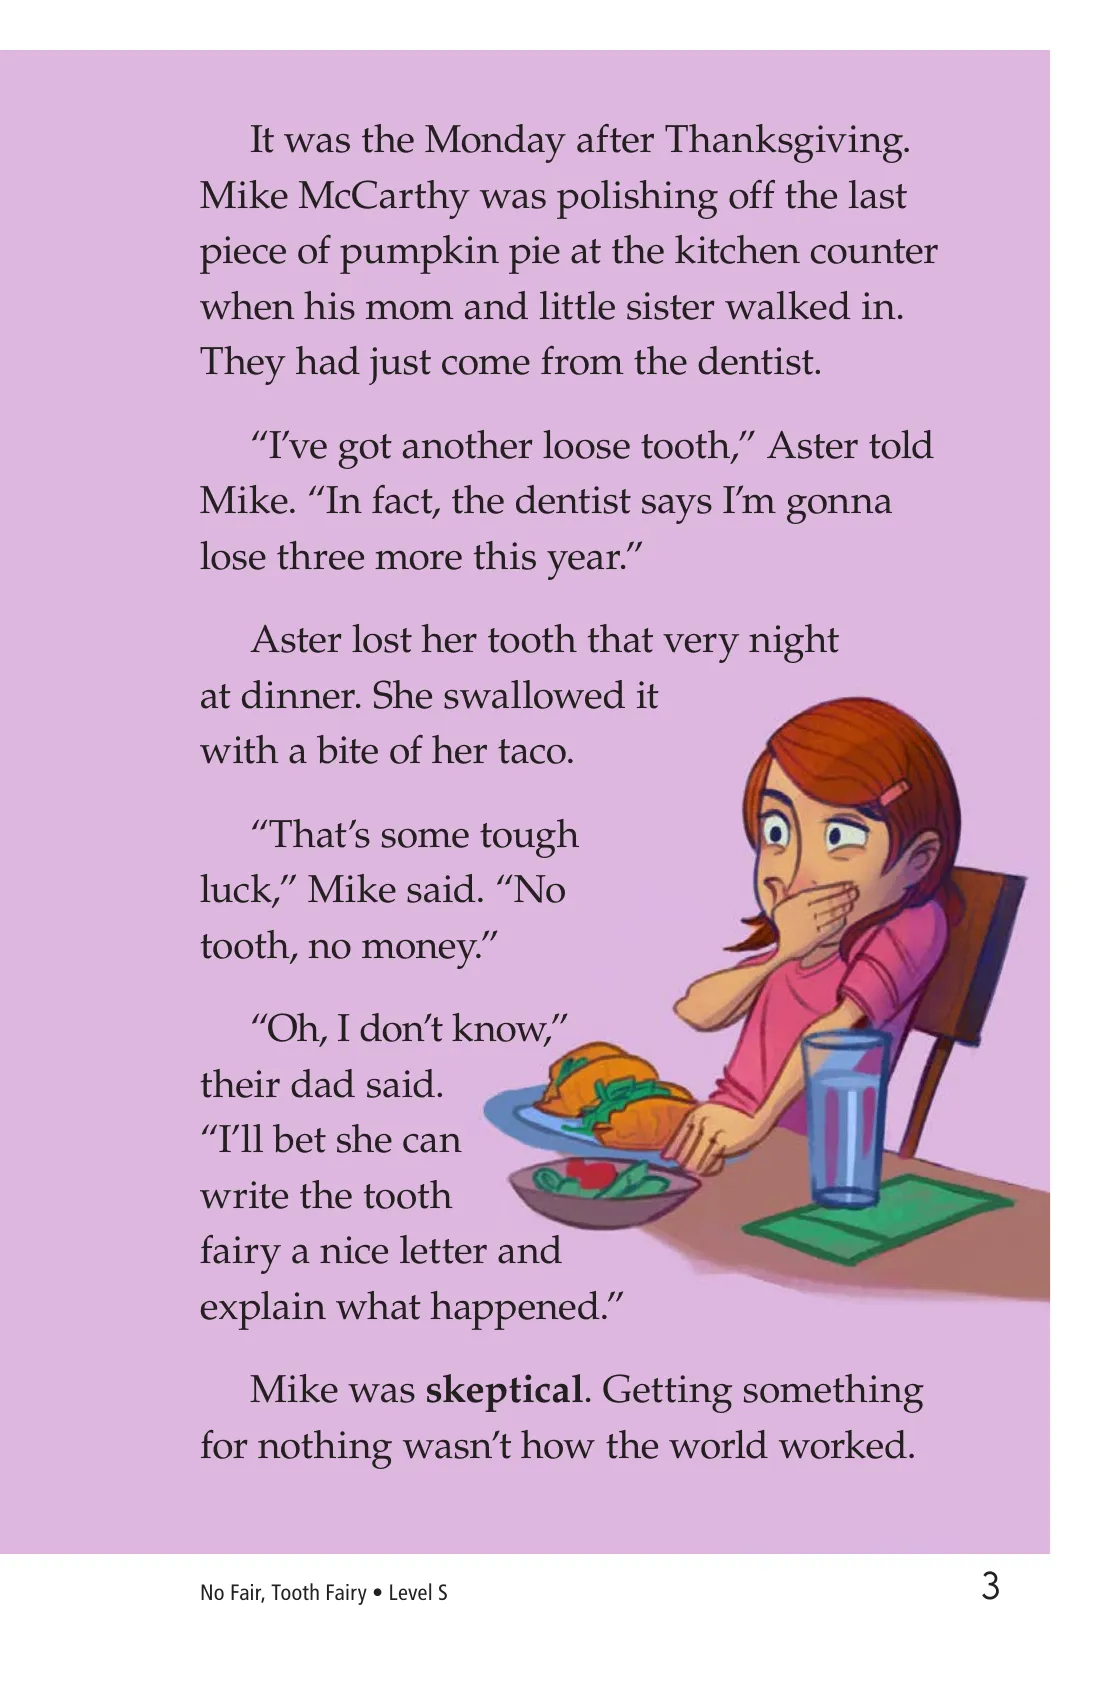 It was the Monday after Thanksgiving.
Mike McCarthy was polishing off the last
piece of pumpkin pie at the kitchen counter
when his mom and little sister walked in.
They had just come from the dentist.
“I’ve got another loose tooth,” Aster told
Mike. “In fact, the dentist says I’m gonna
lose three more this year.”
Aster lost her tooth that very night
at dinner. She swallowed it
with a bite of her taco.
“That’s some tough
luck,” Mike said. “No
tooth, no money.”
“Oh, I don’t know,”
their dad said.
“I’ll bet she can
write the tooth
fairy a nice letter and
explain what happened.”
Mike was skeptical. Getting something
for nothing wasn’t how the world worked.
No Fair, Tooth Fairy • Level S
3